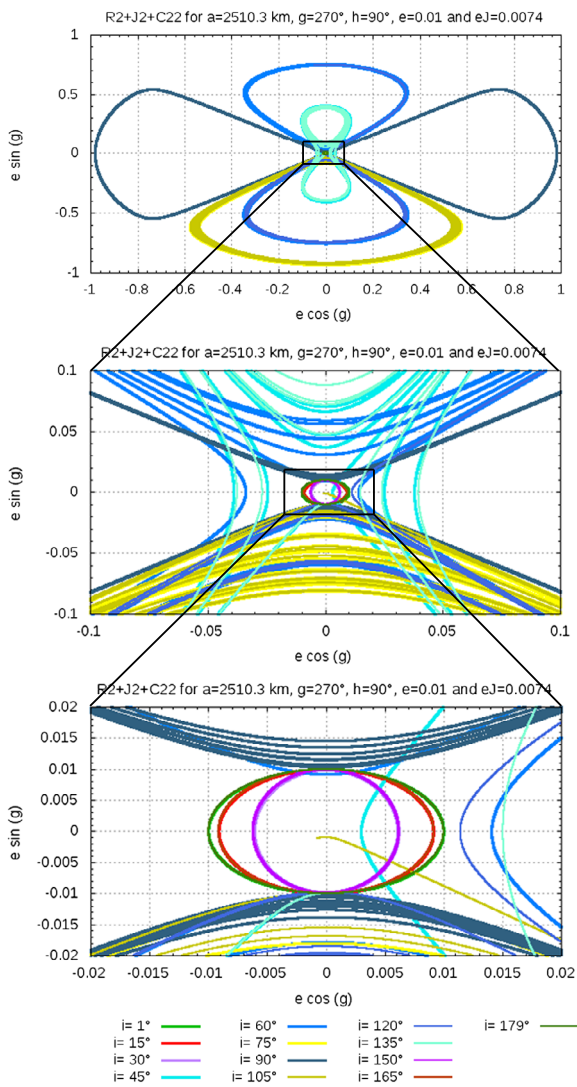 R2+J2+C22 for a=2510.3 km, g=270°, h=90°, e=0.01 and eJ=0.0074
1
0.5
0
-0.5
-1
e sin (g)
-1 -0.8 -0.6 -0.4 -0.2 0 0.2 0.4 0.6 0.8 1
e cos (g)
R2+J2+C22 for a=2510.3 km, g=270°, h=90°, e=0.01 and eJ=0.0074
0.1
0.05
0
-0.05
-0.1
e sin (g)
-0.1 -0.05 0 0.05 0.1
e cos (g)
R2+J2+C22 for a=2510.3 km, g=270°, h=90°, e=0.01 and eJ=0.0074
0.02
0.015
0.01
0.005
0
-0.005
-0.01
-0.015
-0.02
e sin (g)
-0.02 -0.015 -0.01 -0.005 0 0.005 0.01 0.015 0.02
e cos (g)
i= 1° i= 60° i= 120° i= 179°
i= 15° i= 75° i= 135°
i= 30° i= 90° i= 150°
i= 45° i= 105° i= 165°